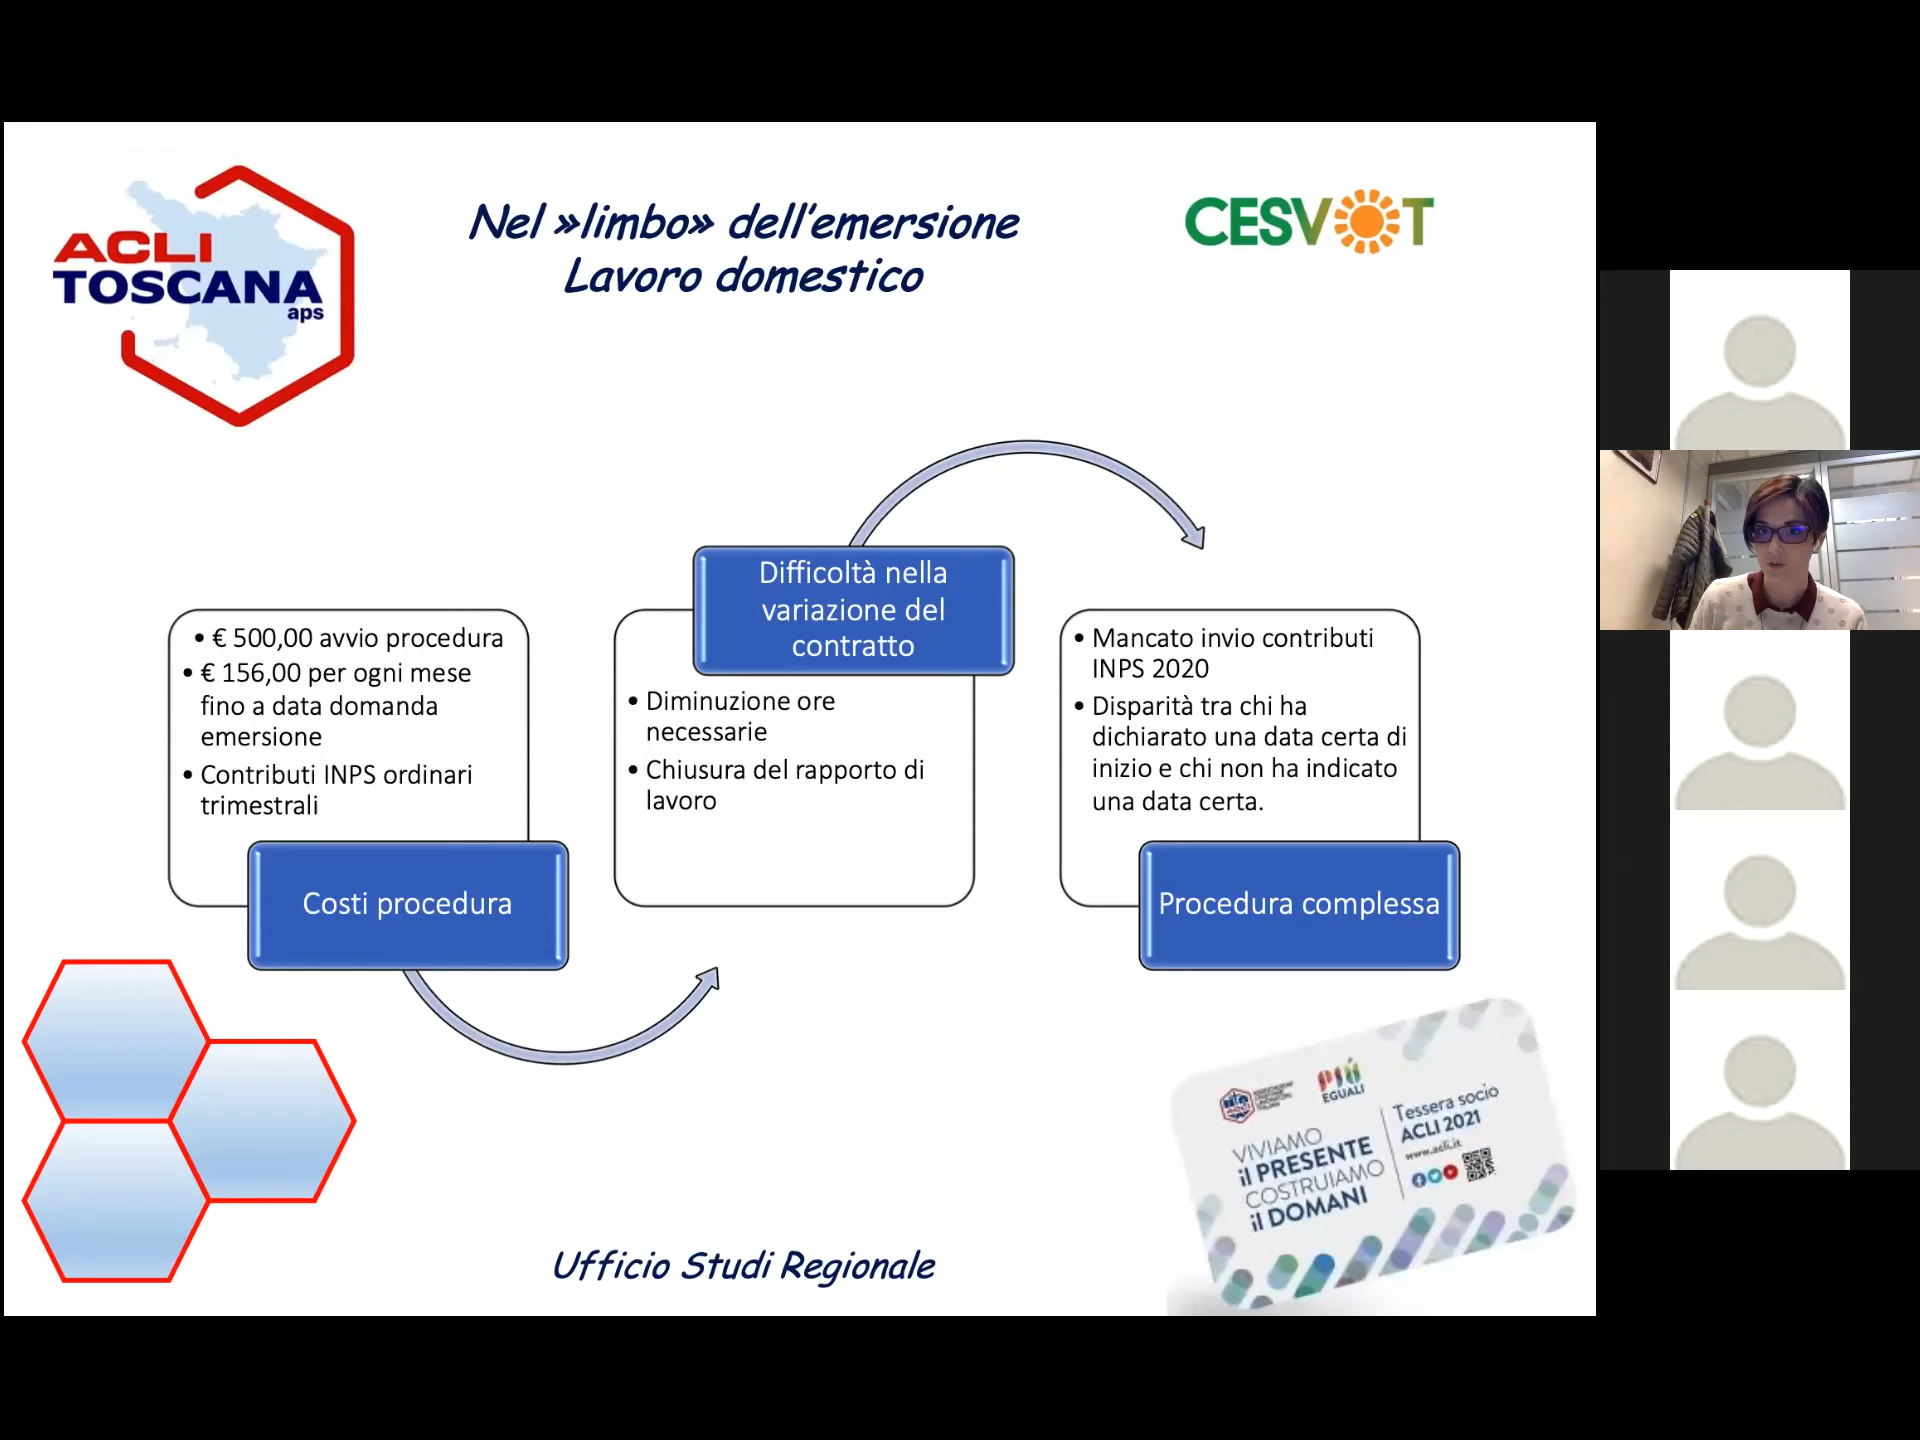 ACLI
TOSCANA
aps
Nel »limbo» dell'emersione
Lavoro domestico
CESVOT
• € 500,00 avvio procedura
• € 156,00 per ogni mese
fino a data domanda
emersione
• Contributi INPS ordinari
trimestrali
Costi procedura
Difficoltà nella
variazione del
contratto
• Diminuzione ore
necessarie
• Chiusura del rapporto di
lavoro
• Mancato invio contributi
INPS 2020
• Disparità tra chi ha
dichiarato una data certa di
inizio e chi non ha indicato
una data certa.
Procedura complessa
PIÚ
EGUALI
VIVIAMO
il PRESENTE
COSTRUIAMO
il DOMANI
Tessera socio
ACLI 2021
www.acli.it
Ufficio Studi Regionale